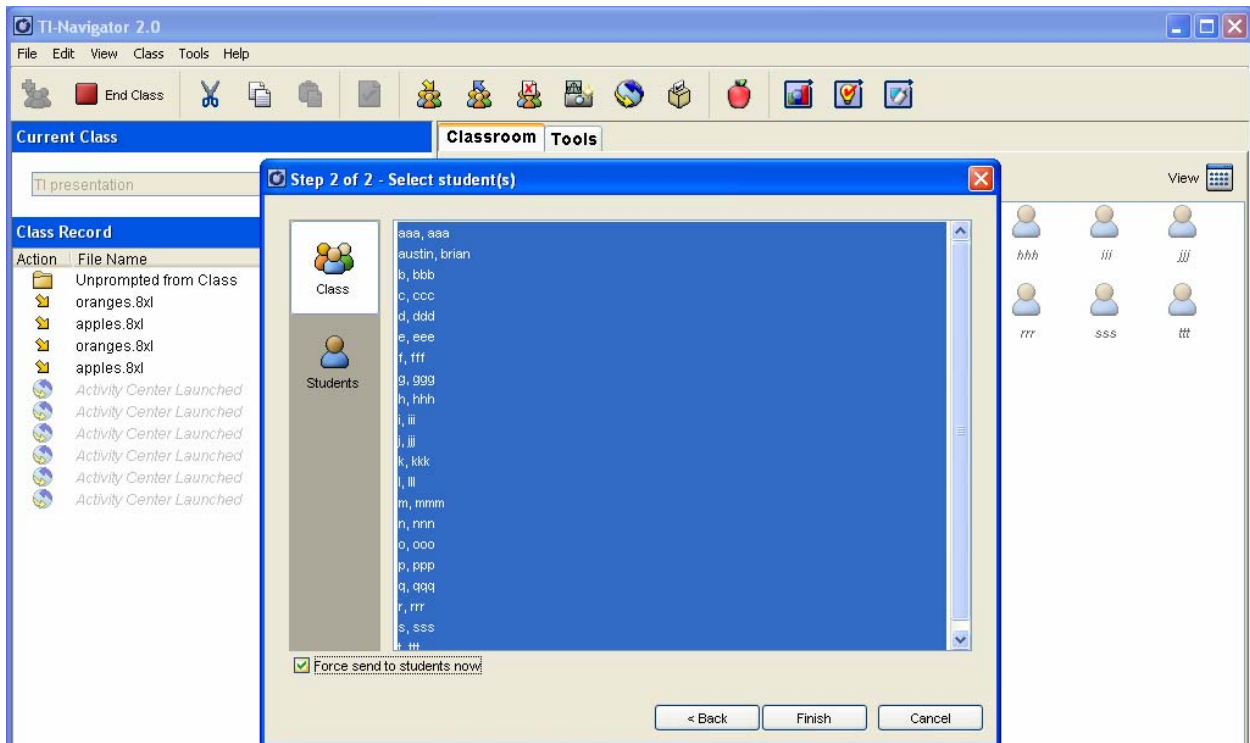 TI-Navigator 2.0
File Edit View Class Tools Help
End Class
Current Class
Classroom Tools
TI presentation
Step 2 of 2 - Select student(s)
View
Class Record
Action File Name
Unprompted from Class
oranges.8xl
apples.8xl
oranges.8xl
apples.8xl
Activity Center Launched
Activity Center Launched
Activity Center Launched
Activity Center Launched
Activity Center Launched
Activity Center Launched
Class
Students
aaa, aaa
austin, brian
b, bbb
c, ccc
d, ddd
e, eee
f, fff
g, ggg
h, hhh
i, iii
j, jjj
k, kkk
l, lll
m, mmm
n, nnn
o, ooo
p, ppp
q, qqq
r, rrr
s, sss
t, ttt
hhh iii jjj
rrr sss ttt
Force send to students now
< Back Finish Cancel